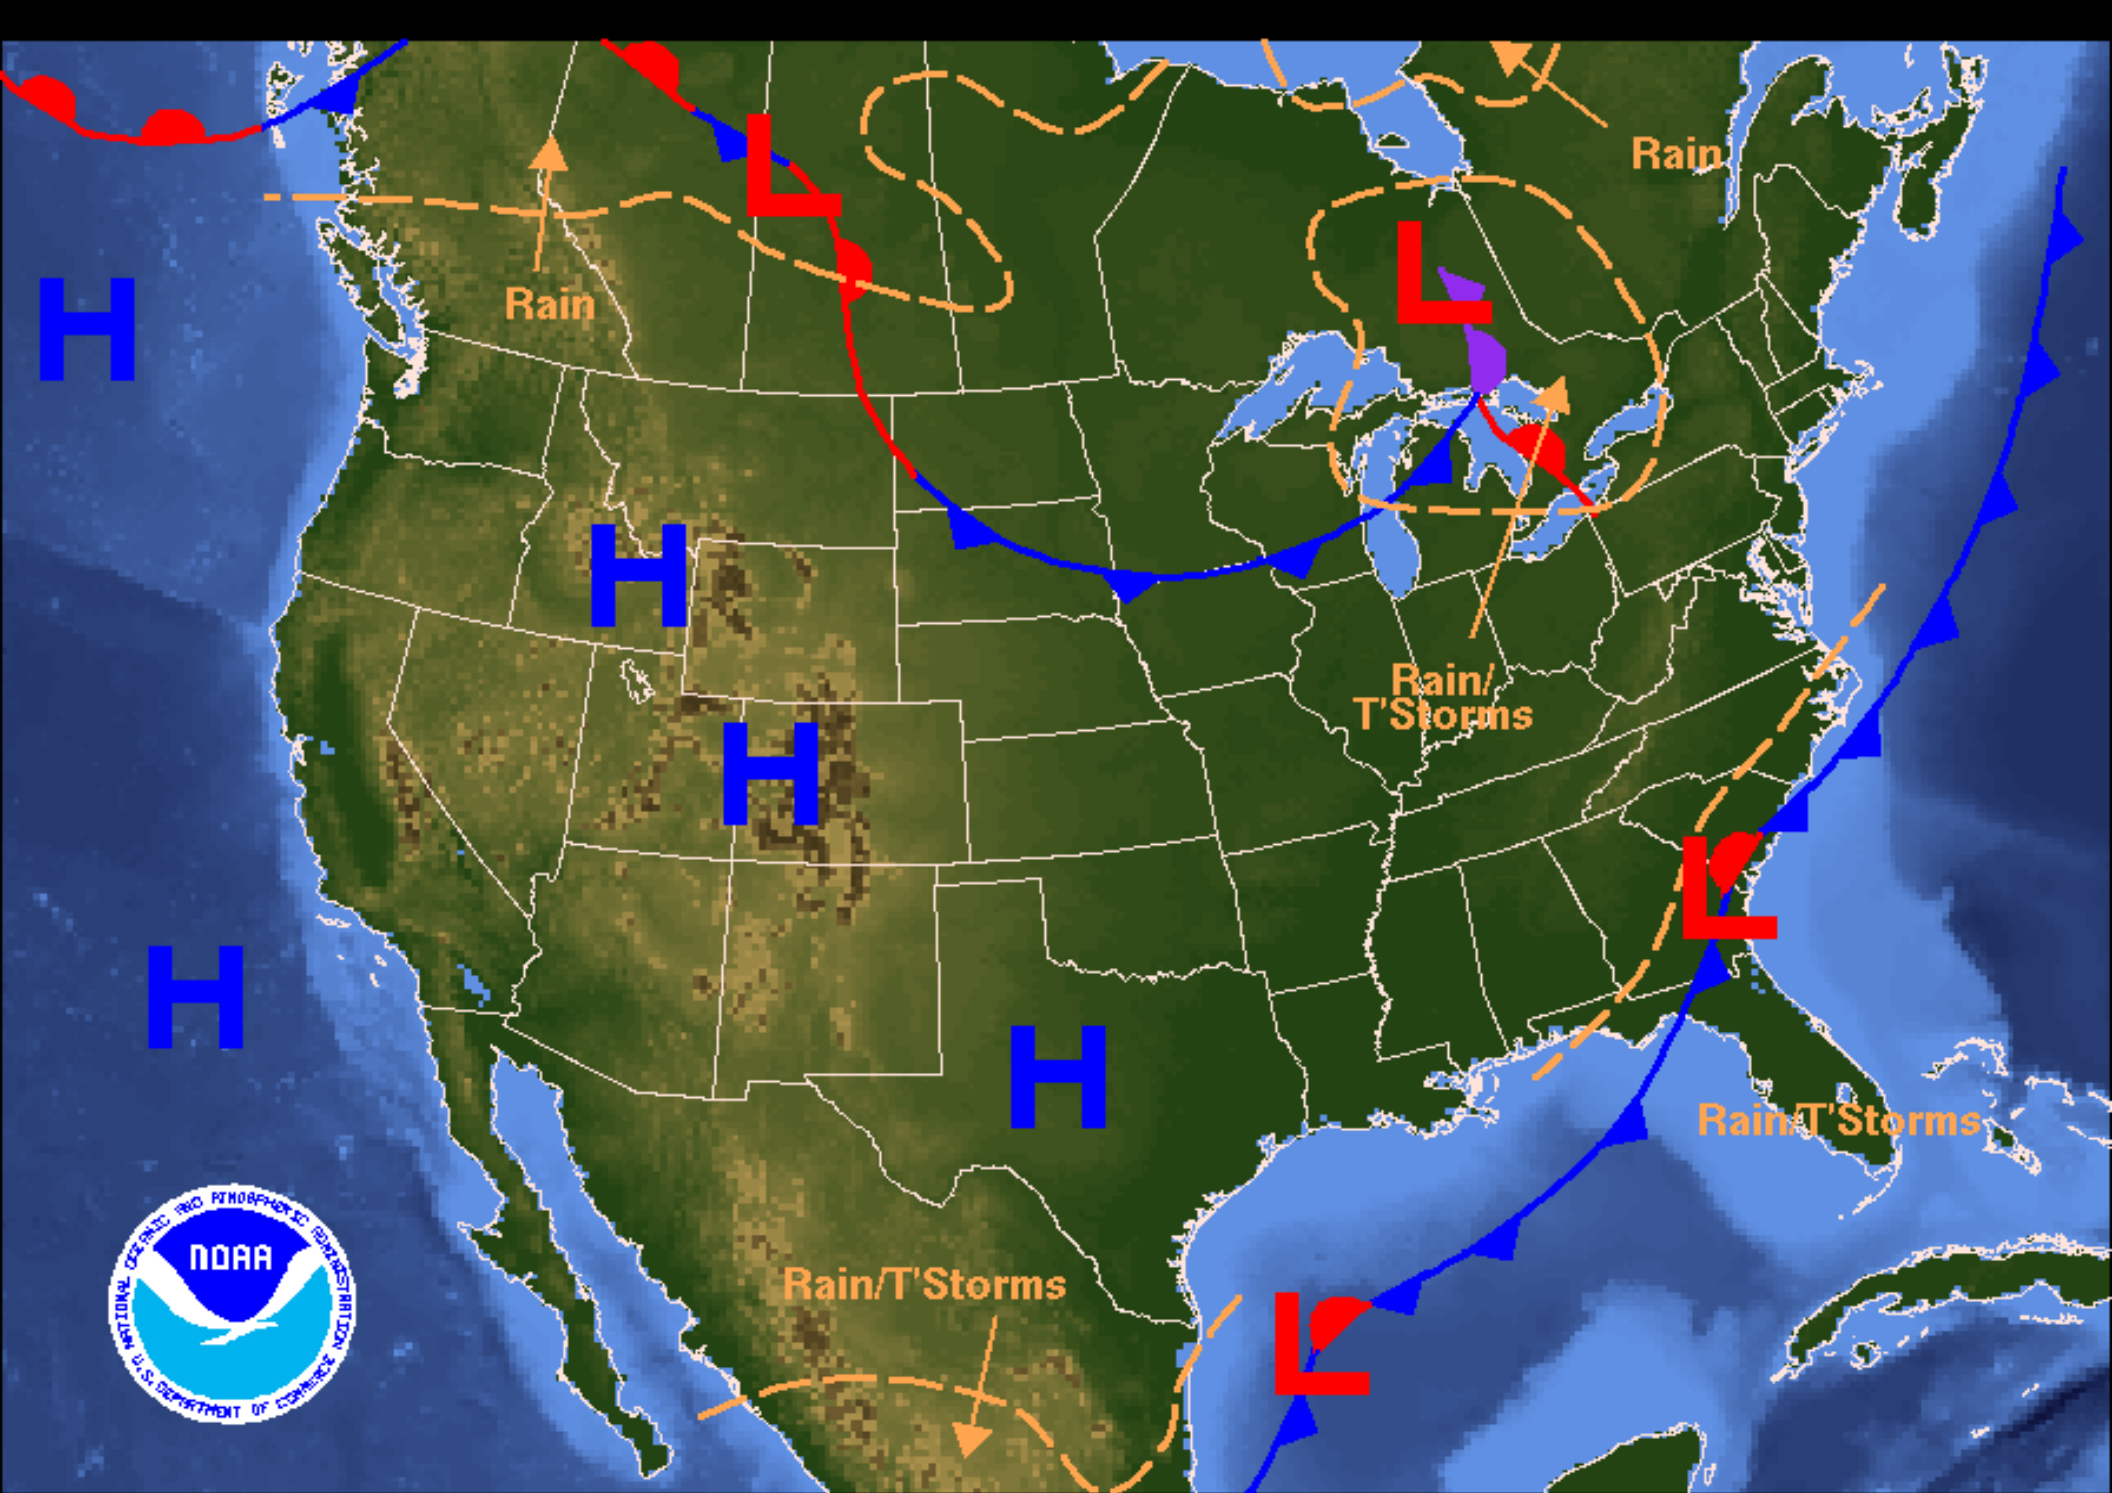 Rain
L
L
H
Rain
H
Rain/
T'Storms
H
L
H
H
Rain/T'Storms
NATIONAL OCEANIC AND ATMOSPHERIC ADMINISTRATION
NOAA
U.S. DEPARTMENT OF COMMERCE
Rain/T'Storms
L